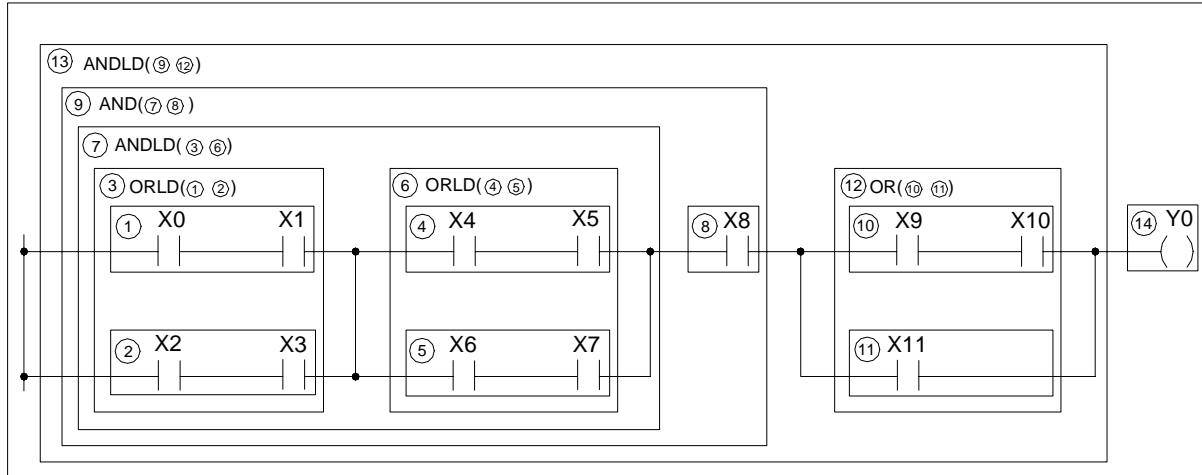 ⑬ ANDLD(⑨ ⑫)
⑨ AND(⑦ ⑧ )
⑦ ANDLD( ③ ⑥)
③ ORLD(① ②) ⑥ ORLD(④ ⑤) ⑫ OR(⑩ ⑪)
① X0 X1 ④ X4 X5 ⑧ X8 ⑩ X9 X10 ⑭ Y0
② X2 X3 ⑤ X6 X7 ⑪ X11